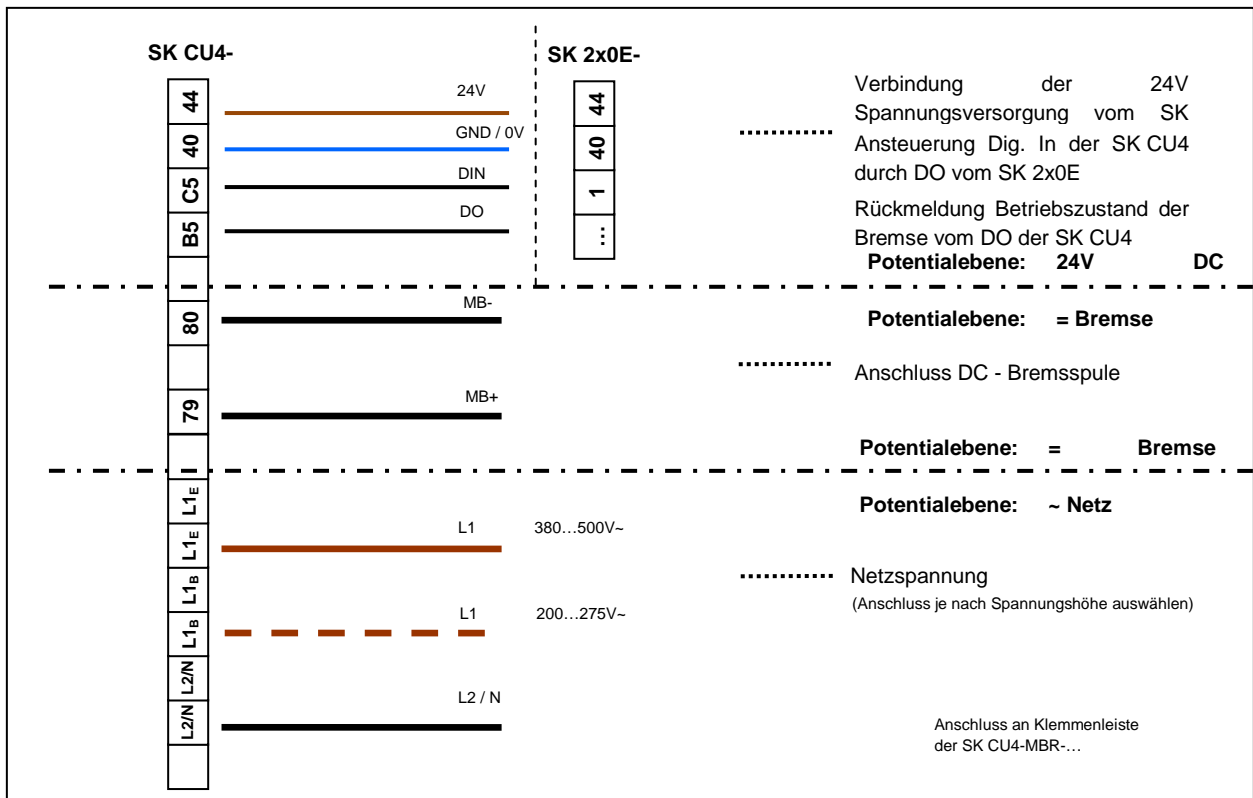 SK CU4-
SK 2x0E-
44
24V
44
40
GND / 0V
40
C5
DIN
1
B5
DO
...
Verbindung der 24V
Spannungsversorgung vom SK
Ansteuerung Dig. In der SK CU4
durch DO vom SK 2x0E
Rückmeldung Betriebszustand der
Bremse vom DO der SK CU4
Potentialebene: 24V DC
80
MB-
Potentialebene: = Bremse
Anschluss DC - Bremsspule
79
MB+
Potentialebene: = Bremse
L1E
Potentialebene: ~ Netz
L1E
L1
380…500V~
L1B
Netzspannung
(Anschluss je nach Spannungshöhe auswählen)
L1B
L1
200…275V~
L2/N
L2 / N
L2/N
Anschluss an Klemmenleiste
der SK CU4-MBR-…